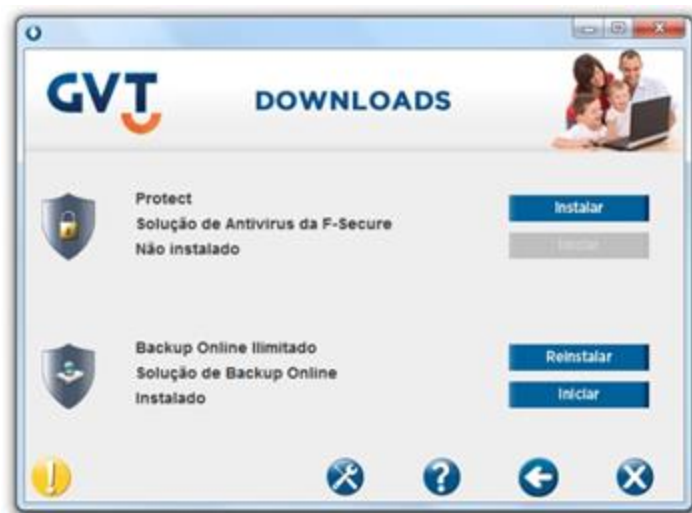 GVT
DOWNLOADS
Protect
Solução de Antivirus da F-Secure
Não instalado
Instalar
Iniciar
Backup Online Ilimitado
Solução de Backup Online
Instalado
Reinstalar
Iniciar